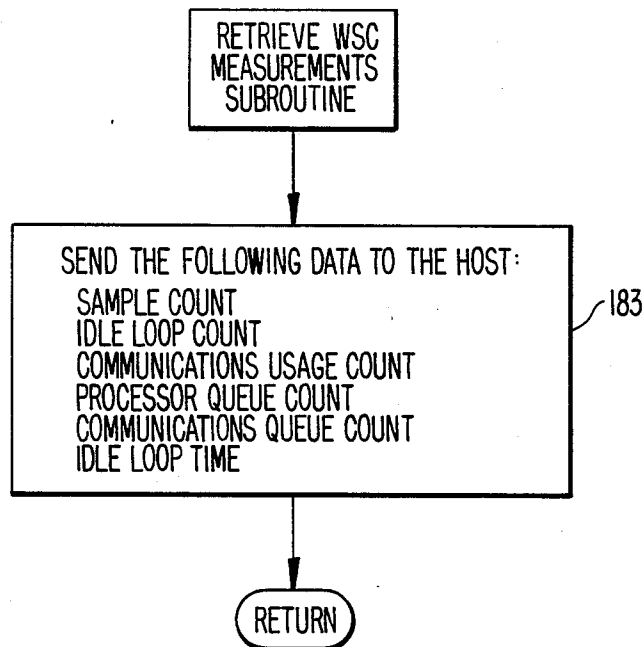 RETRIEVE WSC
MEASUREMENTS
SUBROUTINE
SEND THE FOLLOWING DATA TO THE HOST:
SAMPLE COUNT
IDLE LOOP COUNT
COMMUNICATIONS USAGE COUNT
PROCESSOR QUEUE COUNT
COMMUNICATIONS QUEUE COUNT
IDLE LOOP TIME
183
RETURN